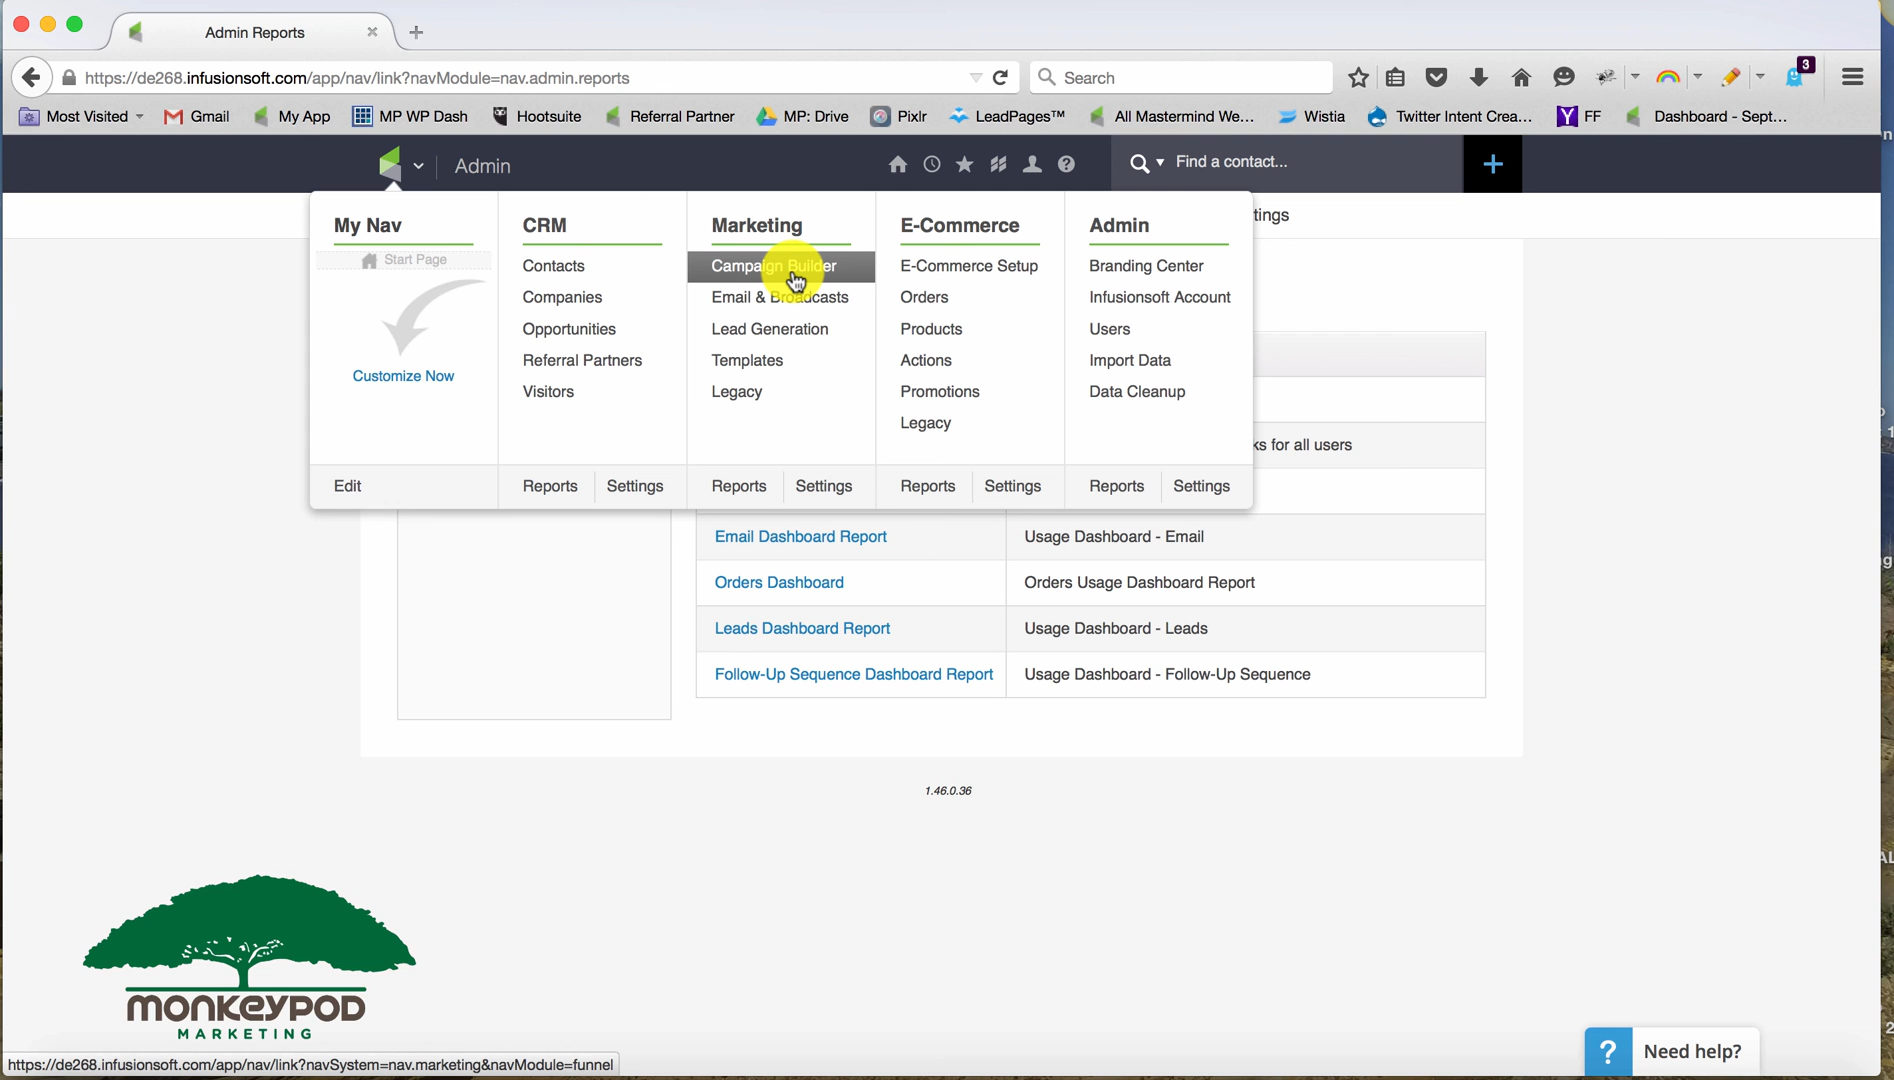 Admin Reports
https://de268.infusionsoft.com/app/nav/link?navModule=nav.admin.reports
Search
3
Most Visited
Gmail
My App
MP WP Dash
Hootsuite
Referral Partner
MP: Drive
Pixlr
LeadPages™
All Mastermind We...
Wistia
Twitter Intent Crea...
FF
Dashboard - Sept...
Admin
Find a contact...
tings
My Nav
CRM
Marketing
E-Commerce
Admin
Start Page
Contacts
Campaign Builder
E-Commerce Setup
Branding Center
Companies
Email & Broadcasts
Orders
Infusionsoft Account
Opportunities
Lead Generation
Products
Users
Referral Partners
Templates
Actions
Import Data
Customize Now
Visitors
Legacy
Promotions
Data Cleanup
Legacy
ks for all users
Edit
Reports
Settings
Reports
Settings
Reports
Settings
Reports
Settings
Email Dashboard Report
Usage Dashboard - Email
Orders Dashboard
Orders Usage Dashboard Report
Leads Dashboard Report
Usage Dashboard - Leads
Follow-Up Sequence Dashboard Report
Usage Dashboard - Follow-Up Sequence
1.46.0.36
monkeypod
MARKETING
? Need help?
https://de268.infusionsoft.com/app/nav/link?navSystem=nav.marketing&navModule=funnel